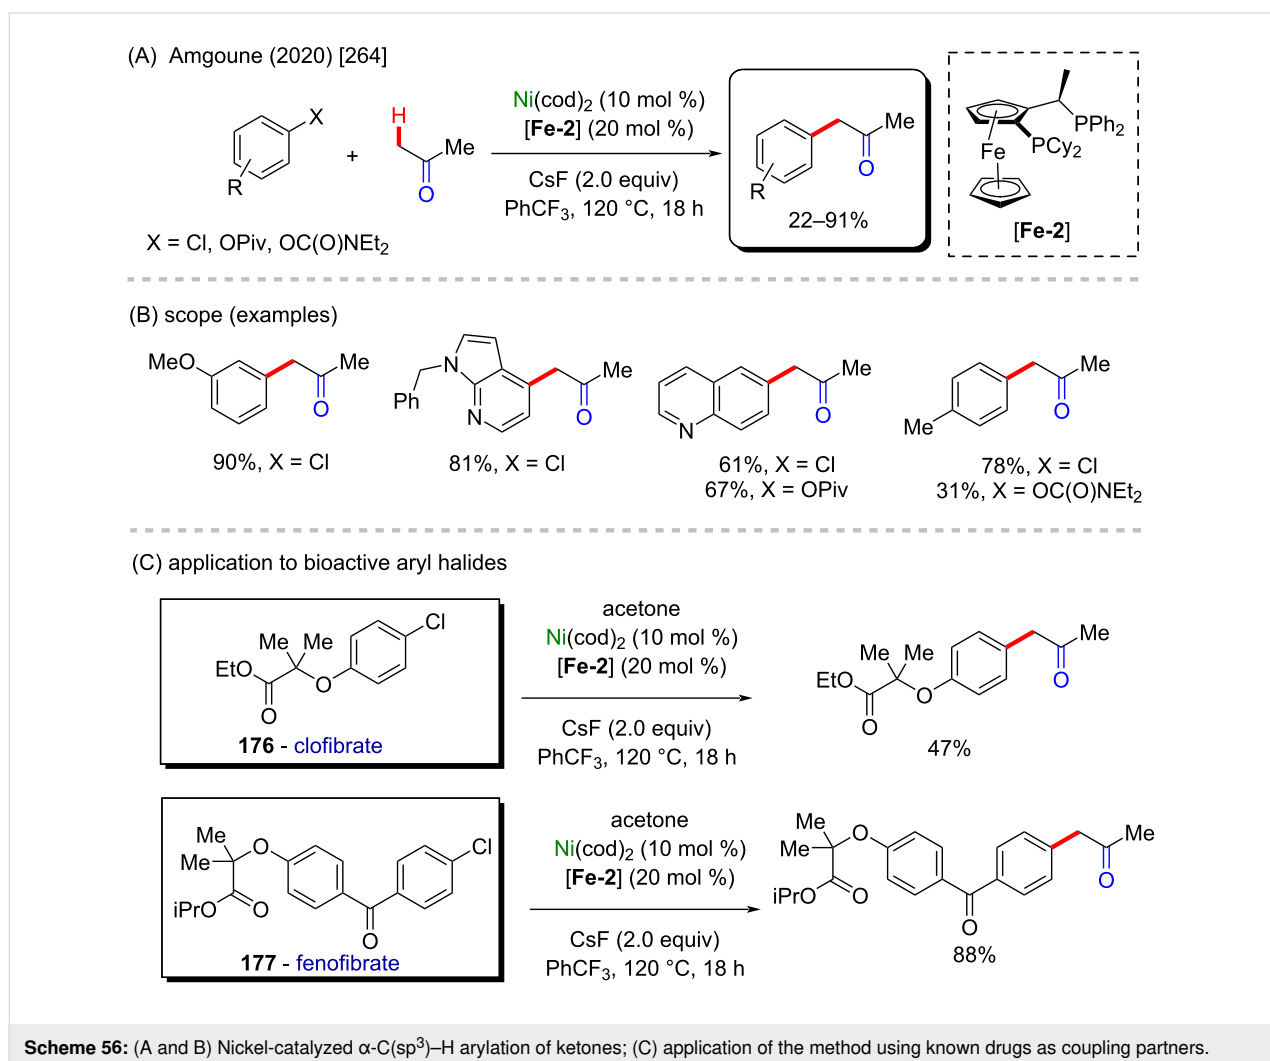 (A) Amgoune (2020) [264]
X
R
+
H
Me
O
Ni(cod)2 (10 mol %)
[Fe-2] (20 mol %)
CsF (2.0 equiv)
PhCF3, 120 °C, 18 h
R
Me
O
22–91%
Fe
PPh2
PCy2
[Fe-2]
X = Cl, OPiv, OC(O)NEt2
(B) scope (examples)
MeO
Me
O
90%, X = Cl
N
Ph
N
Me
O
81%, X = Cl
N
Me
O
61%, X = Cl
67%, X = OPiv
Me
Me
O
78%, X = Cl
31%, X = OC(O)NEt2
(C) application to bioactive aryl halides
Cl
Me Me
EtO
O
O
176 - clofibrate
acetone
Ni(cod)2 (10 mol %)
[Fe-2] (20 mol %)
CsF (2.0 equiv)
PhCF3, 120 °C, 18 h
Me Me
EtO
O
O
Me
O
47%
Me
Me
O
iPrO
O
O
Cl
177 - fenofibrate
acetone
Ni(cod)2 (10 mol %)
[Fe-2] (20 mol %)
CsF (2.0 equiv)
PhCF3, 120 °C, 18 h
Me
Me
O
iPrO
O
O
Me
O
88%
Scheme 56: (A and B) Nickel-catalyzed α-C(sp3)–H arylation of ketones; (C) application of the method using known drugs as coupling partners.